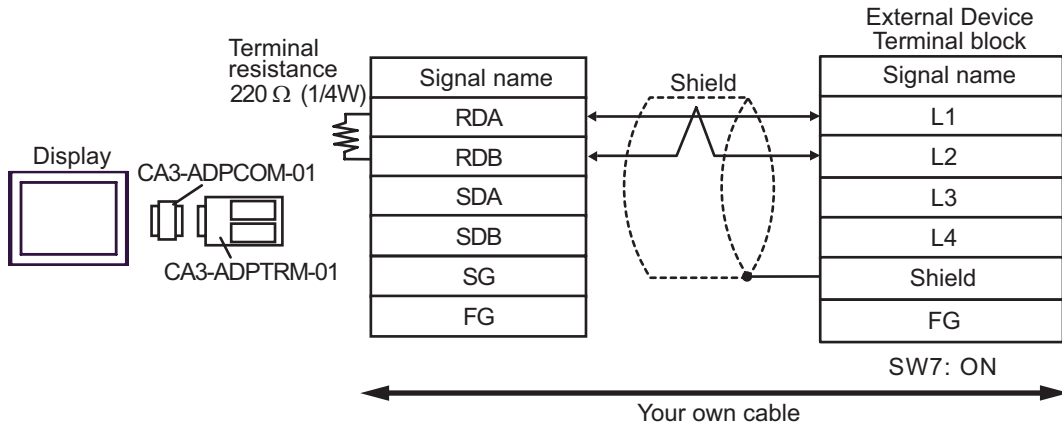 External Device
Terminal block
Terminal
resistance
220 Ω (1/4W)
Signal name
RDA
RDB
SDA
SDB
SG
FG
Shield
Signal name
L1
L2
L3
L4
Shield
FG
Display
CA3-ADPCOM-01
CA3-ADPTRM-01
SW7: ON
Your own cable